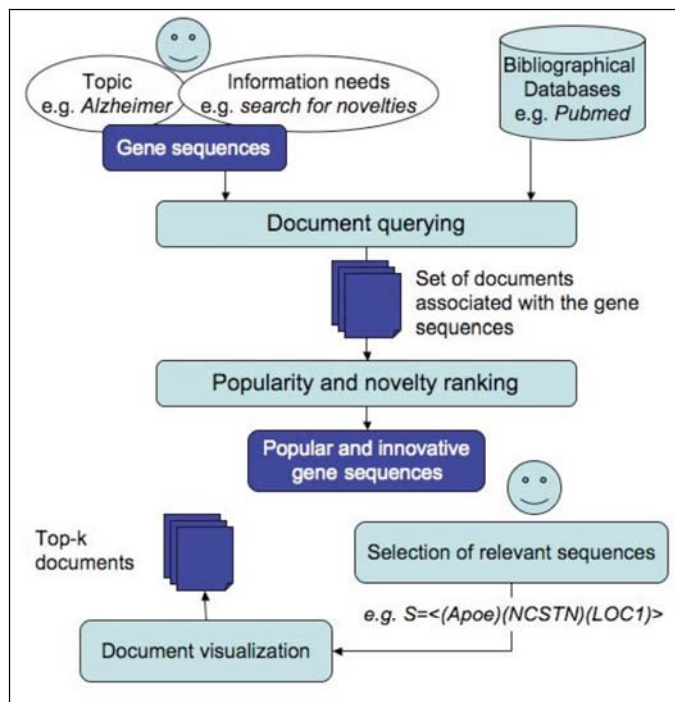 Topic
e.g. Alzheimer
Information needs
e.g. search for novelties
Gene sequences
Bibliographical
Databases
e.g. Pubmed
Document querying
Set of documents
associated with the gene
sequences
Popularity and novelty ranking
Popular and innovative
gene sequences
Top-k
documents
Selection of relevant sequences
e.g. S=<(Apoe)(NCSTN)(LOC1)>
Document visualization